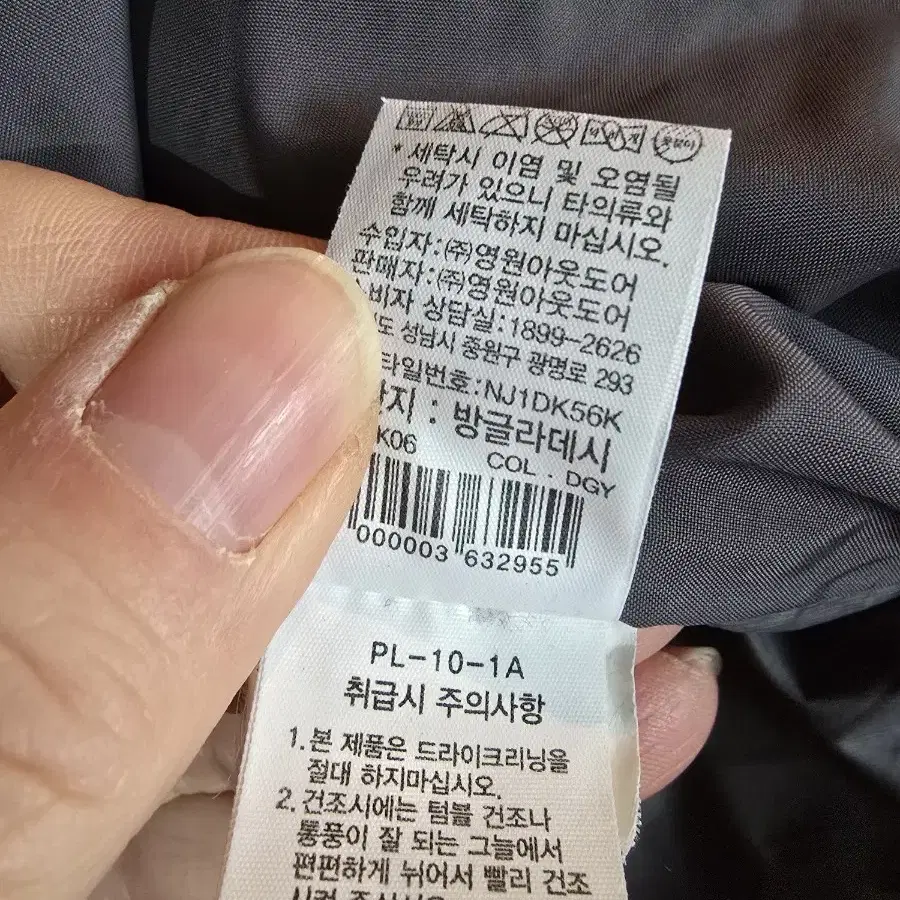 * 세탁시 이염 및 오염될
우려가 있으니 타의류와
함께 세탁하지 마십시오.
수입자:㈜영원아웃도어
판매자:㈜영원아웃도어
비자 상담실:1899-2626
도 성남시 중원구 광명로 293
타일번호:NJ1DK56K
지 : 방글라데시
K06 COL - DGY
000003 632955
PL-10-1A
취급시 주의사항
1.본 제품은 드라이크리닝을
절대 하지마십시오.
2.건조시에는 텀블 건조나
통풍이 잘 되는 그늘에서
편편하게 뉘어서 빨리 건조